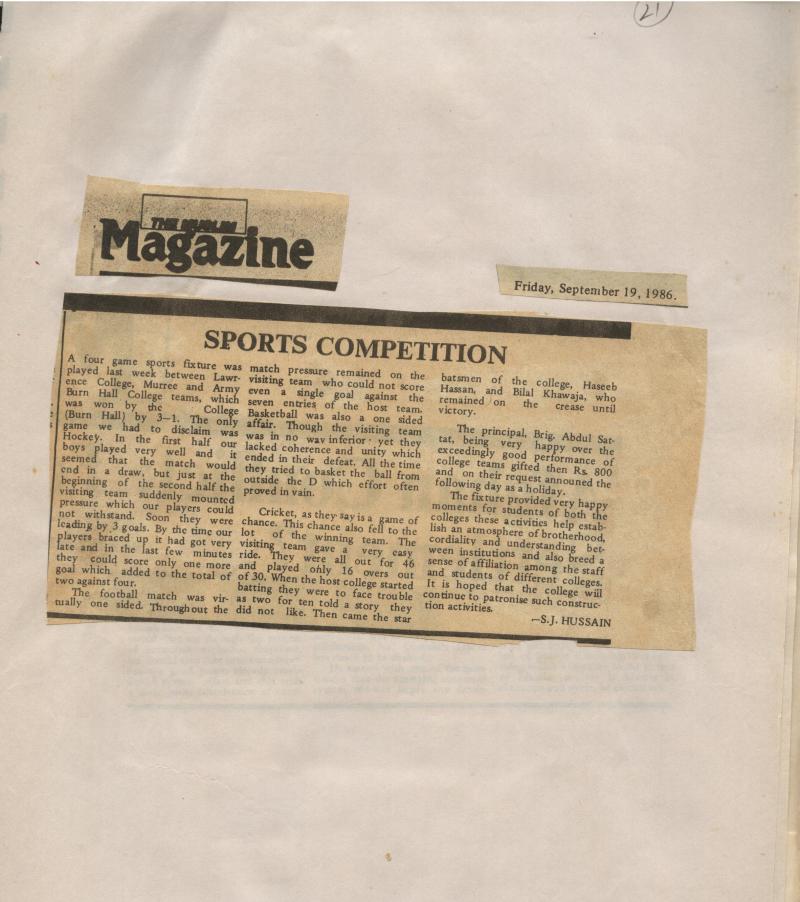 21
THE MUSLIM
Magazine
Friday, September 19, 1986.
SPORTS COMPETITION
A four game sports fixture was
played last week between Lawr-
ence College, Murree and Army
Burn Hall College teams, which
was won by the College
(Burn Hall) by 3—1. The only
game we had to disclaim was
Hockey. In the first half our
boys played very well and it
seemed that the match would
end in a draw, but just at the
beginning of the second half the
visiting team suddenly mounted
pressure which our players could
not withstand. Soon they were
leading by 3 goals. By the time our
players braced up it had got very
late and in the last few minutes
they could score only one more
goal which added to the total of
two against four.
The football match was vir-
tually one sided. Throughout the
match pressure remained on the
visiting team who could not score
even a single goal against the
seven entries of the host team.
Basketball was also a one sided
affair. Though the visiting team
was in no way inferior yet they
lacked coherence and unity which
ended in their defeat. All the time
they tried to basket the ball from
outside the D which effort often
proved in vain.
Cricket, as they say is a game of
chance. This chance also fell to the
lot of the winning team. The
visiting team gave a very easy
ride. They were all out for 46
and played only 16 overs out
of 30. When the host college started
batting they were to face trouble
as two for ten told a story they
did not like. Then came the star
batsmen of the college, Haseeb
Hassan, and Bilal Khawaja, who
remained on the crease until
victory.
The principal, Brig. Abdul Sat-
tat, being very happy over the
exceedingly good performance of
college teams gifted then Rs. 800
and on their request announced the
following day as a holiday.
The fixture provided very happy
moments for students of both the
colleges these activities help estab-
lish an atmosphere of brotherhood,
cordiality and understanding bet-
ween institutions and also breed a
sense of affiliation among the staff
and students of different colleges.
It is hoped that the college will
continue to patronise such construc-
tion activities.
—S.J. HUSSAIN